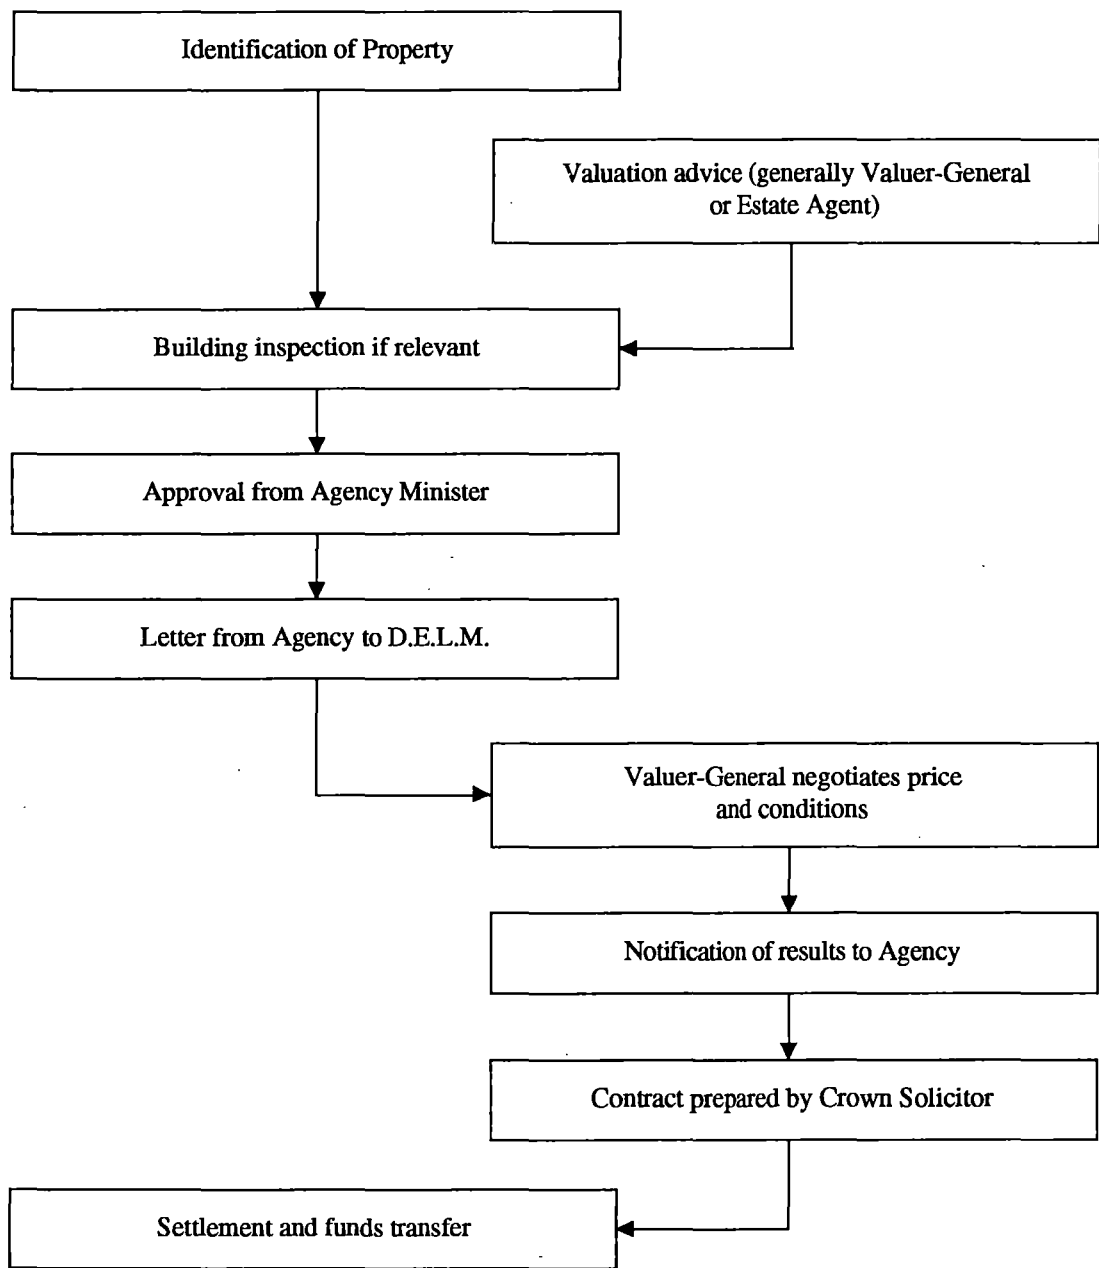 Identification of Property
Valuation advice (generally Valuer-General
or Estate Agent)
Building inspection if relevant
Approval from Agency Minister
Letter from Agency to D.E.L.M.
Valuer-General negotiates price
and conditions
Notification of results to Agency
Contract prepared by Crown Solicitor
Settlement and funds transfer